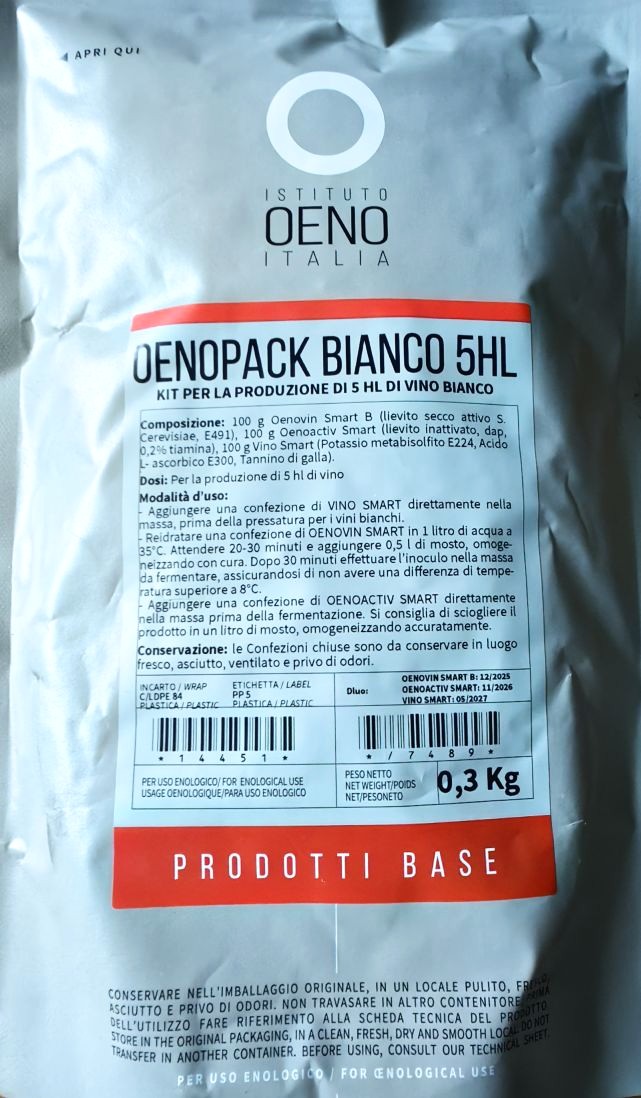 APRI QUI
ISTITUTO
OENO
ITALIA
OENOPACK BIANCO 5HL
KIT PER LA PRODUZIONE DI 5 HL DI VINO BIANCO
Composizione: 100 g Oenovin Smart B (lievito secco attivo S.
Cerevisiae, E491), 100 g Oenoactiv Smart (lievito inattivato, dap,
0,2% tiamina), 100 g Vino Smart (Potassio metabisolfito E224, Acido
L- ascorbico E300, Tannino di galla).
Dosi: Per la produzione di 5 hl di vino
Modalità d'uso:
- Aggiungere una confezione di VINO SMART direttamente nella
massa, prima della pressatura per i vini bianchi.
- Reidratare una confezione di OENOVIN SMART in 1 litro di acqua a
35°C. Attendere 20-30 minuti e aggiungere 0,5 l di mosto, omoge-
neizzando con cura. Dopo 30 minuti effettuare l'inoculo nella massa
da fermentare, assicurandosi di non avere una differenza di tempe-
ratura superiore a 8°C.
- Aggiungere una confezione di OENOACTIV SMART direttamente
nella massa prima della fermentazione. Si consiglia di sciogliere il
prodotto in un litro di mosto, omogeneizzando accuratamente.
Conservazione: le Confezioni chiuse sono da conservare in luogo
fresco, asciutto, ventilato e privo di odori.
INCARTO / WRAP
C/LDPE 84
PLASTICA / PLASTIC
ETICHETTA / LABEL
PP 5
PLASTICA / PLASTIC
Dluo:
OENOVIN SMART B: 12/2025
OENOACTIV SMART: 11/2026
VINO SMART: 05/2027
* 1 4 4 5 1 *
* / 7 4 8 9 *
PER USO ENOLOGICO/ FOR ENOLOGICAL USE
USAGE OENOLOGIQUE/PARA USO ENOLOGICO
PESO NETTO
NET WEIGHT/POIDS
NET/PESONETO
0,3 Kg
PRODOTTI BASE
CONSERVARE NELL'IMBALLAGGIO ORIGINALE, IN UN LOCALE PULITO, FRESCO,
ASCIUTTO E PRIVO DI ODORI. NON TRAVASARE IN ALTRO CONTENITORE. PRIMA
DELL'UTILIZZO FARE RIFERIMENTO ALLA SCHEDA TECNICA DEL PRODOTTO.
STORE IN THE ORIGINAL PACKAGING, IN A CLEAN, FRESH, DRY AND SMOOTH LOCAL. DO NOT
TRANSFER IN ANOTHER CONTAINER. BEFORE USING, CONSULT OUR TECHNICAL SHEET.
PER USO ENOLOGICO / FOR ŒNOLOGICAL USE